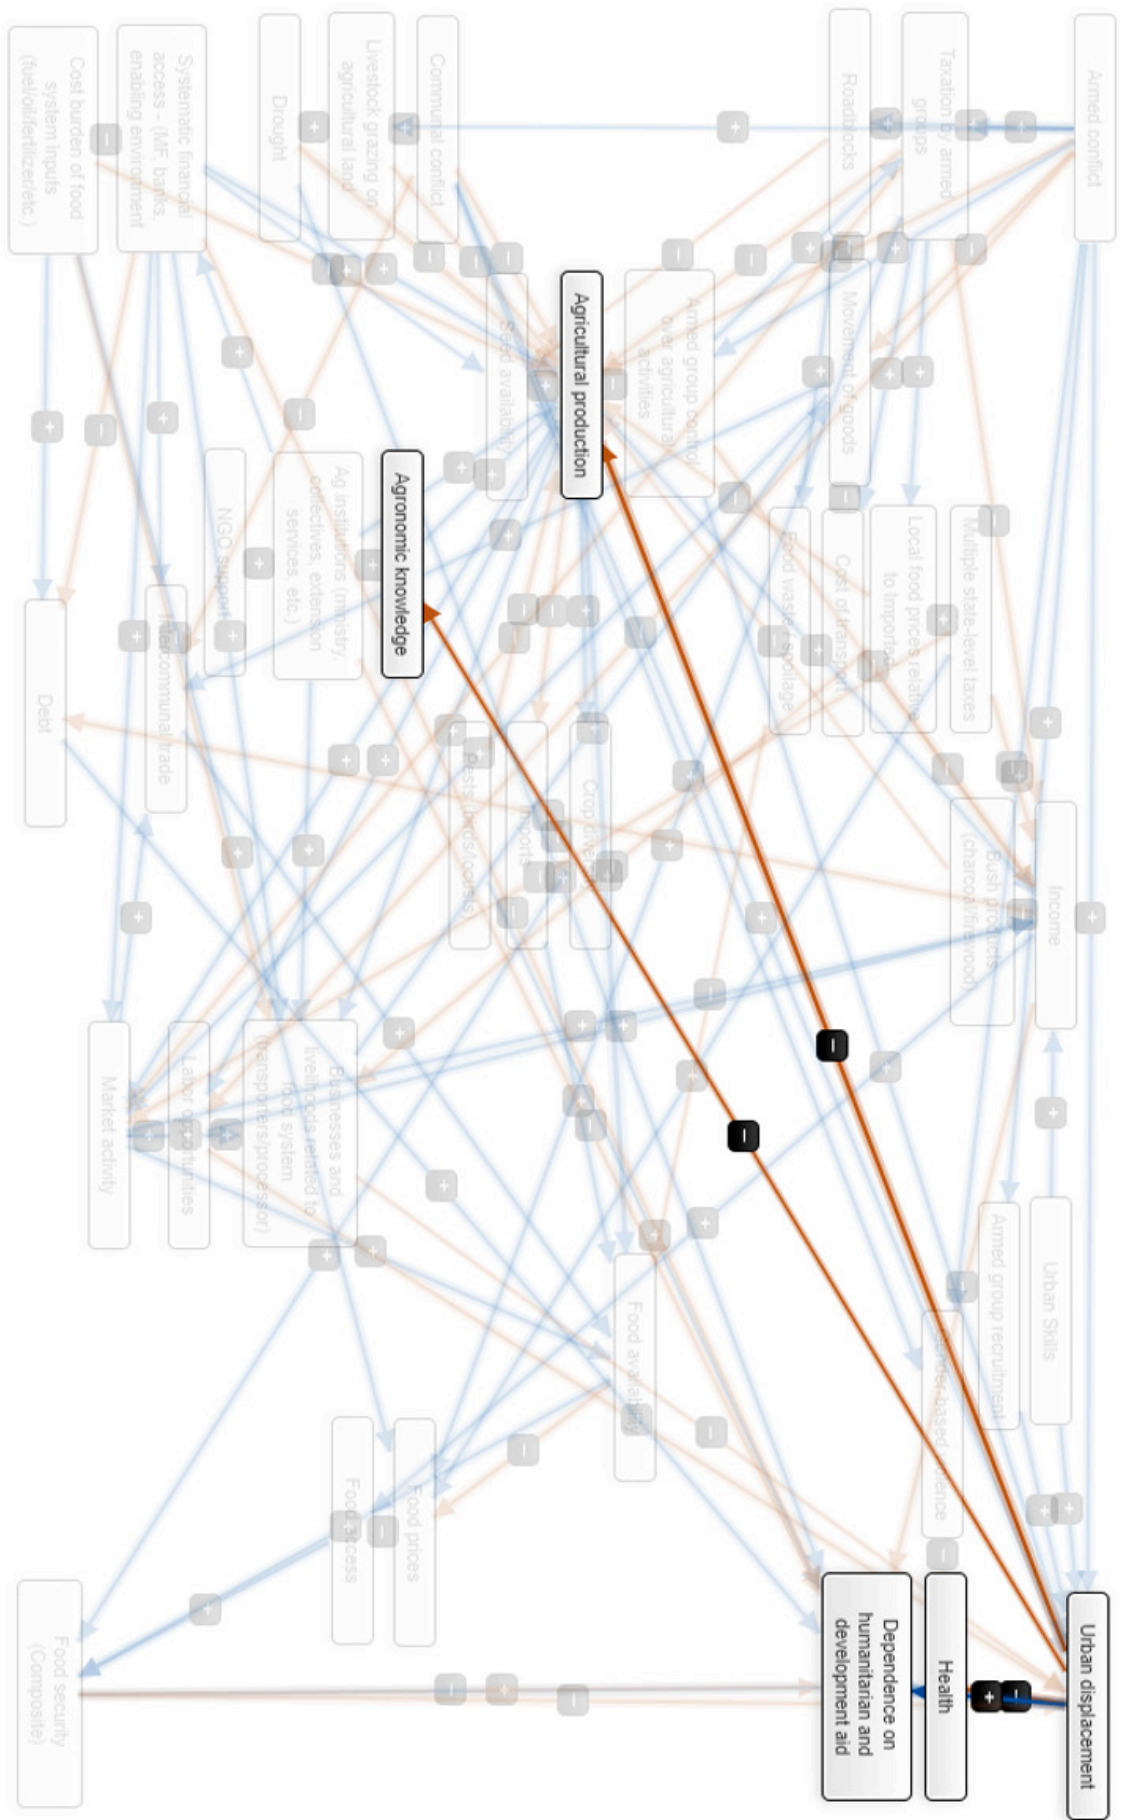 Armed conflict
Income
Urban Skills
Urban displacement
Taxation by armed
groups
Multiple state-level taxes
Bush products
(charcoal/firewood)
Armed group recruitment
Health
Roadblocks
Movement of goods
Local food prices relative
to Imported
Gender-based violence
Dependence on
humanitarian and
development aid
Cost of transport
Food waste / spoilage
Armed group control
over agricultural
activities
Food availability
Agricultural production
Crop diversity
Seed availability
Imports
Pests (birds/locusts)
Communal conflict
Agronomic knowledge
Food prices
Livestock grazing on
agricultural land
Ag institutions (ministry,
collectives, extension
services, etc.)
Businesses and
livelihoods related to
food system
(transporters/processor)
Food access
Drought
NGO support
Labor opportunities
Systematic financial
access - (MF, banks,
enabling environment
Intercommunal trade
Market activity
Cost burden of food
system inputs
(fuel/oil/fertilizer/etc.)
Debt
Food security
(Composite)